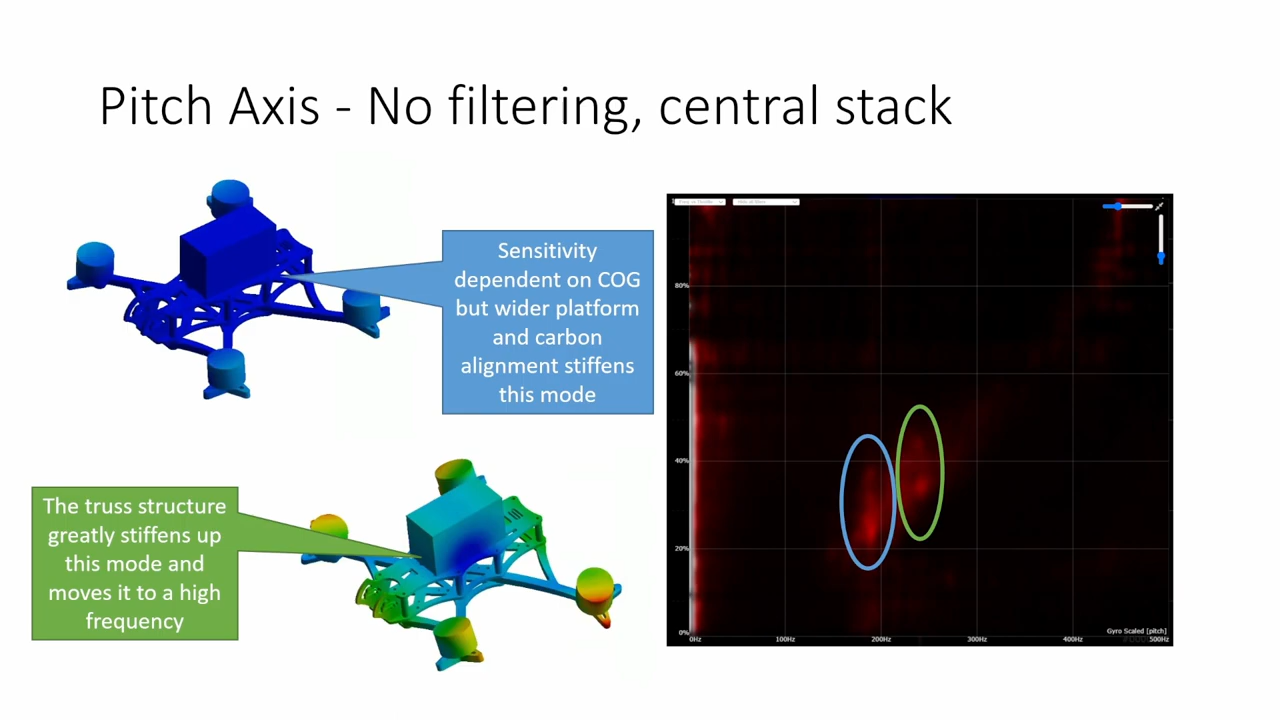 Pitch Axis - No filtering, central stack
Sensitivity
dependent on COG
but wider platform
and carbon
alignment stiffens
this mode
The truss structure
greatly stiffens up
this mode and
moves it to a high
frequency
80%
60%
40%
20%
0%
0Hz
100Hz
200Hz
300Hz
400Hz
500Hz
Gyro Scaled [pitch]